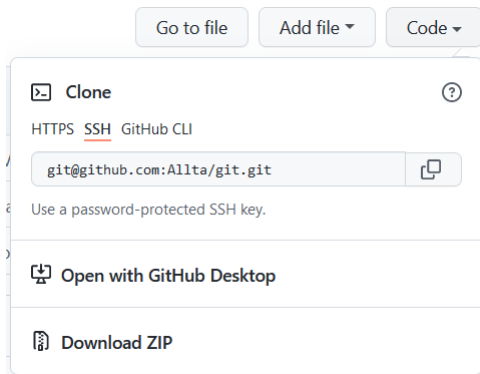 Go to file Add file Code
Clone
HTTPS SSH GitHub CLI
git@github.com:Allta/git.git
Use a password-protected SSH key.
Open with GitHub Desktop
Download ZIP